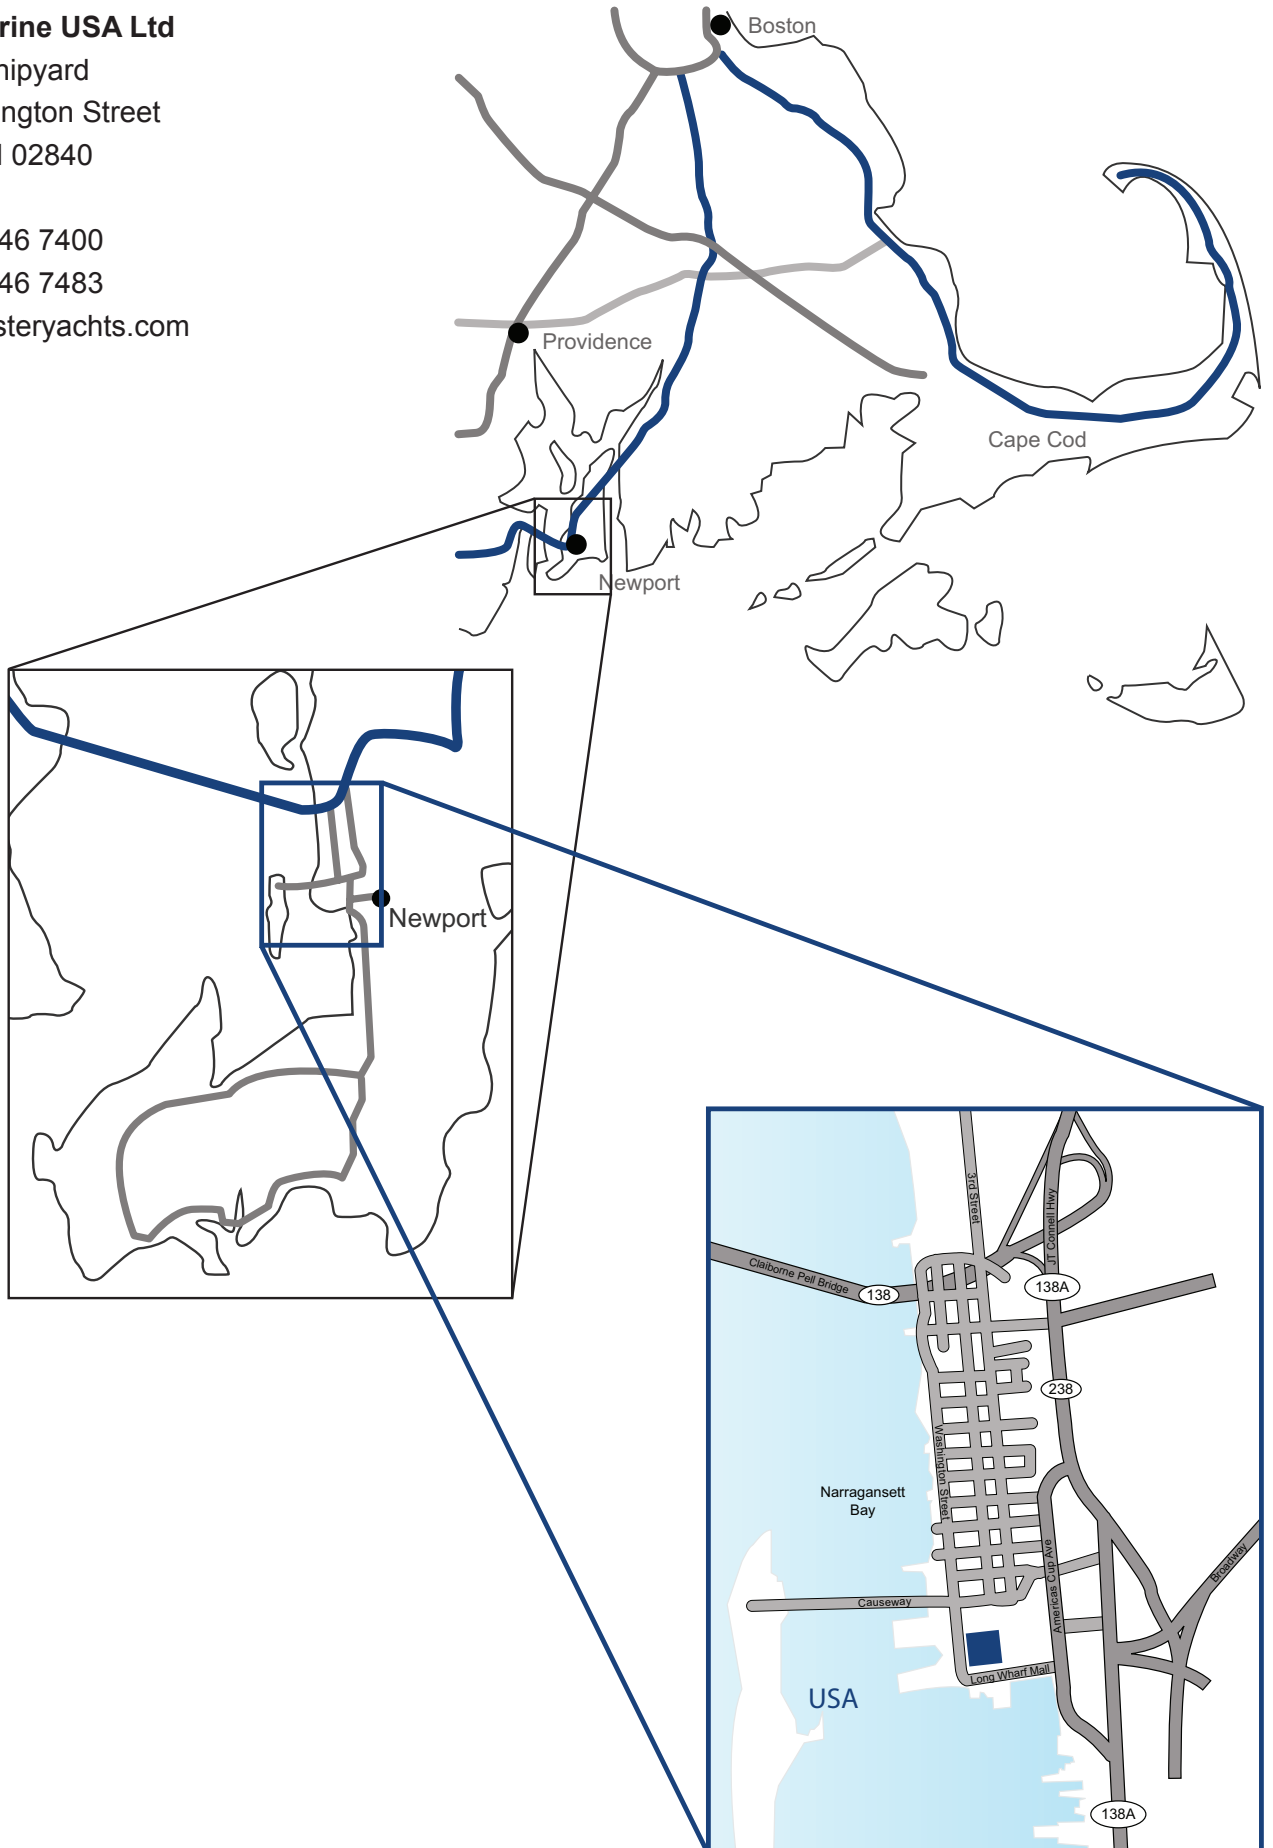 rine USA Ltd
hipyard
ngton Street
02840
46 7400
46 7483
steryachts.com
Boston
Providence
Cape Cod
Newport
Newport
3rd Street
JT Connell Hwy
Claiborne Pell Bridge
138
138A
238
Washington Street
Narragansett
Bay
Americas Cup Ave
Broadway
Causeway
Long Wharf Mall
USA
138A